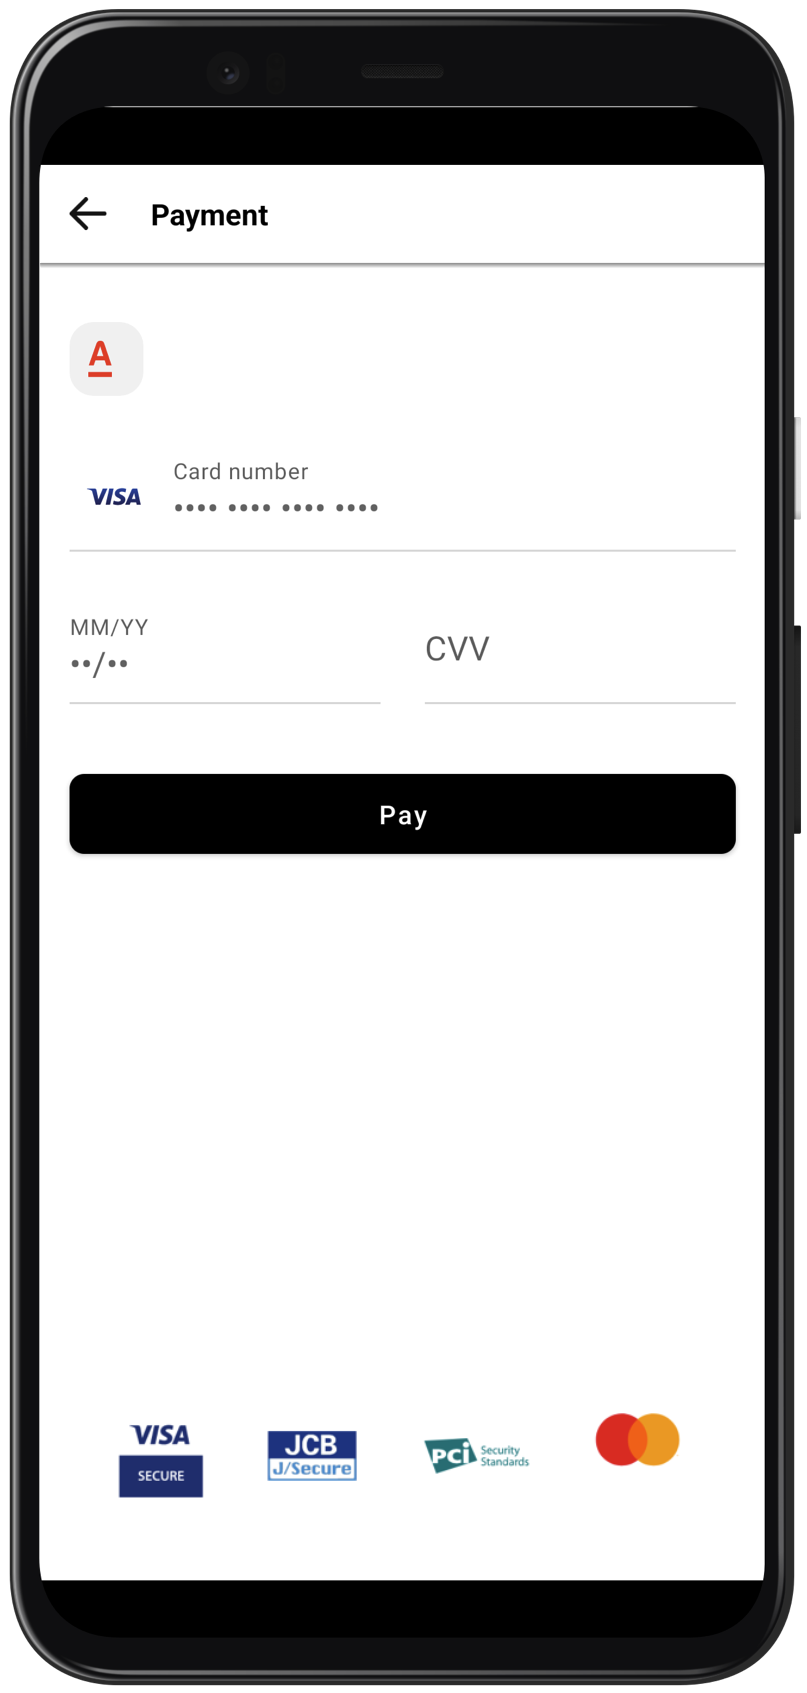 Payment
A
VISA
Card number
•••• •••• •••• ••••
MM/YY
••/••
CVV
Pay
VISA
SECURE
JCB
J/Secure
PCi Security
Standards